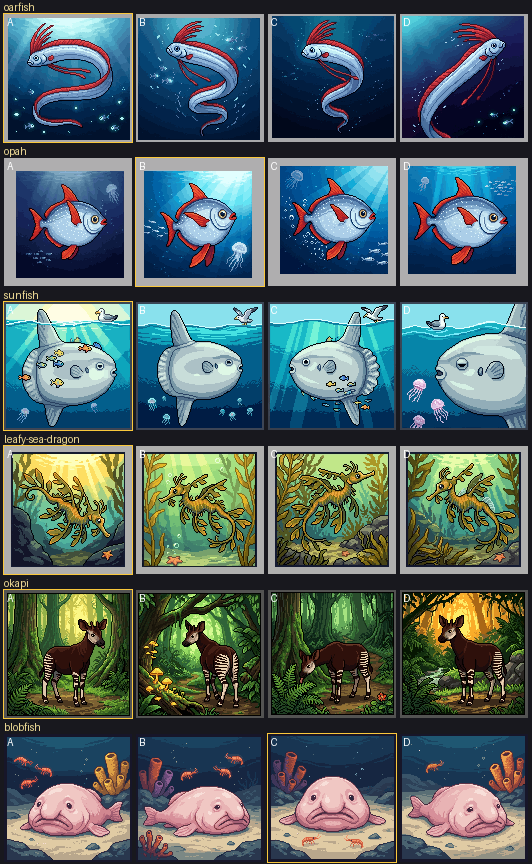 oarfish
A B C D
opah
A B C D
sunfish
A B C D
leafy-sea-dragon
A B C D
okapi
A B C D
blobfish
A B C D